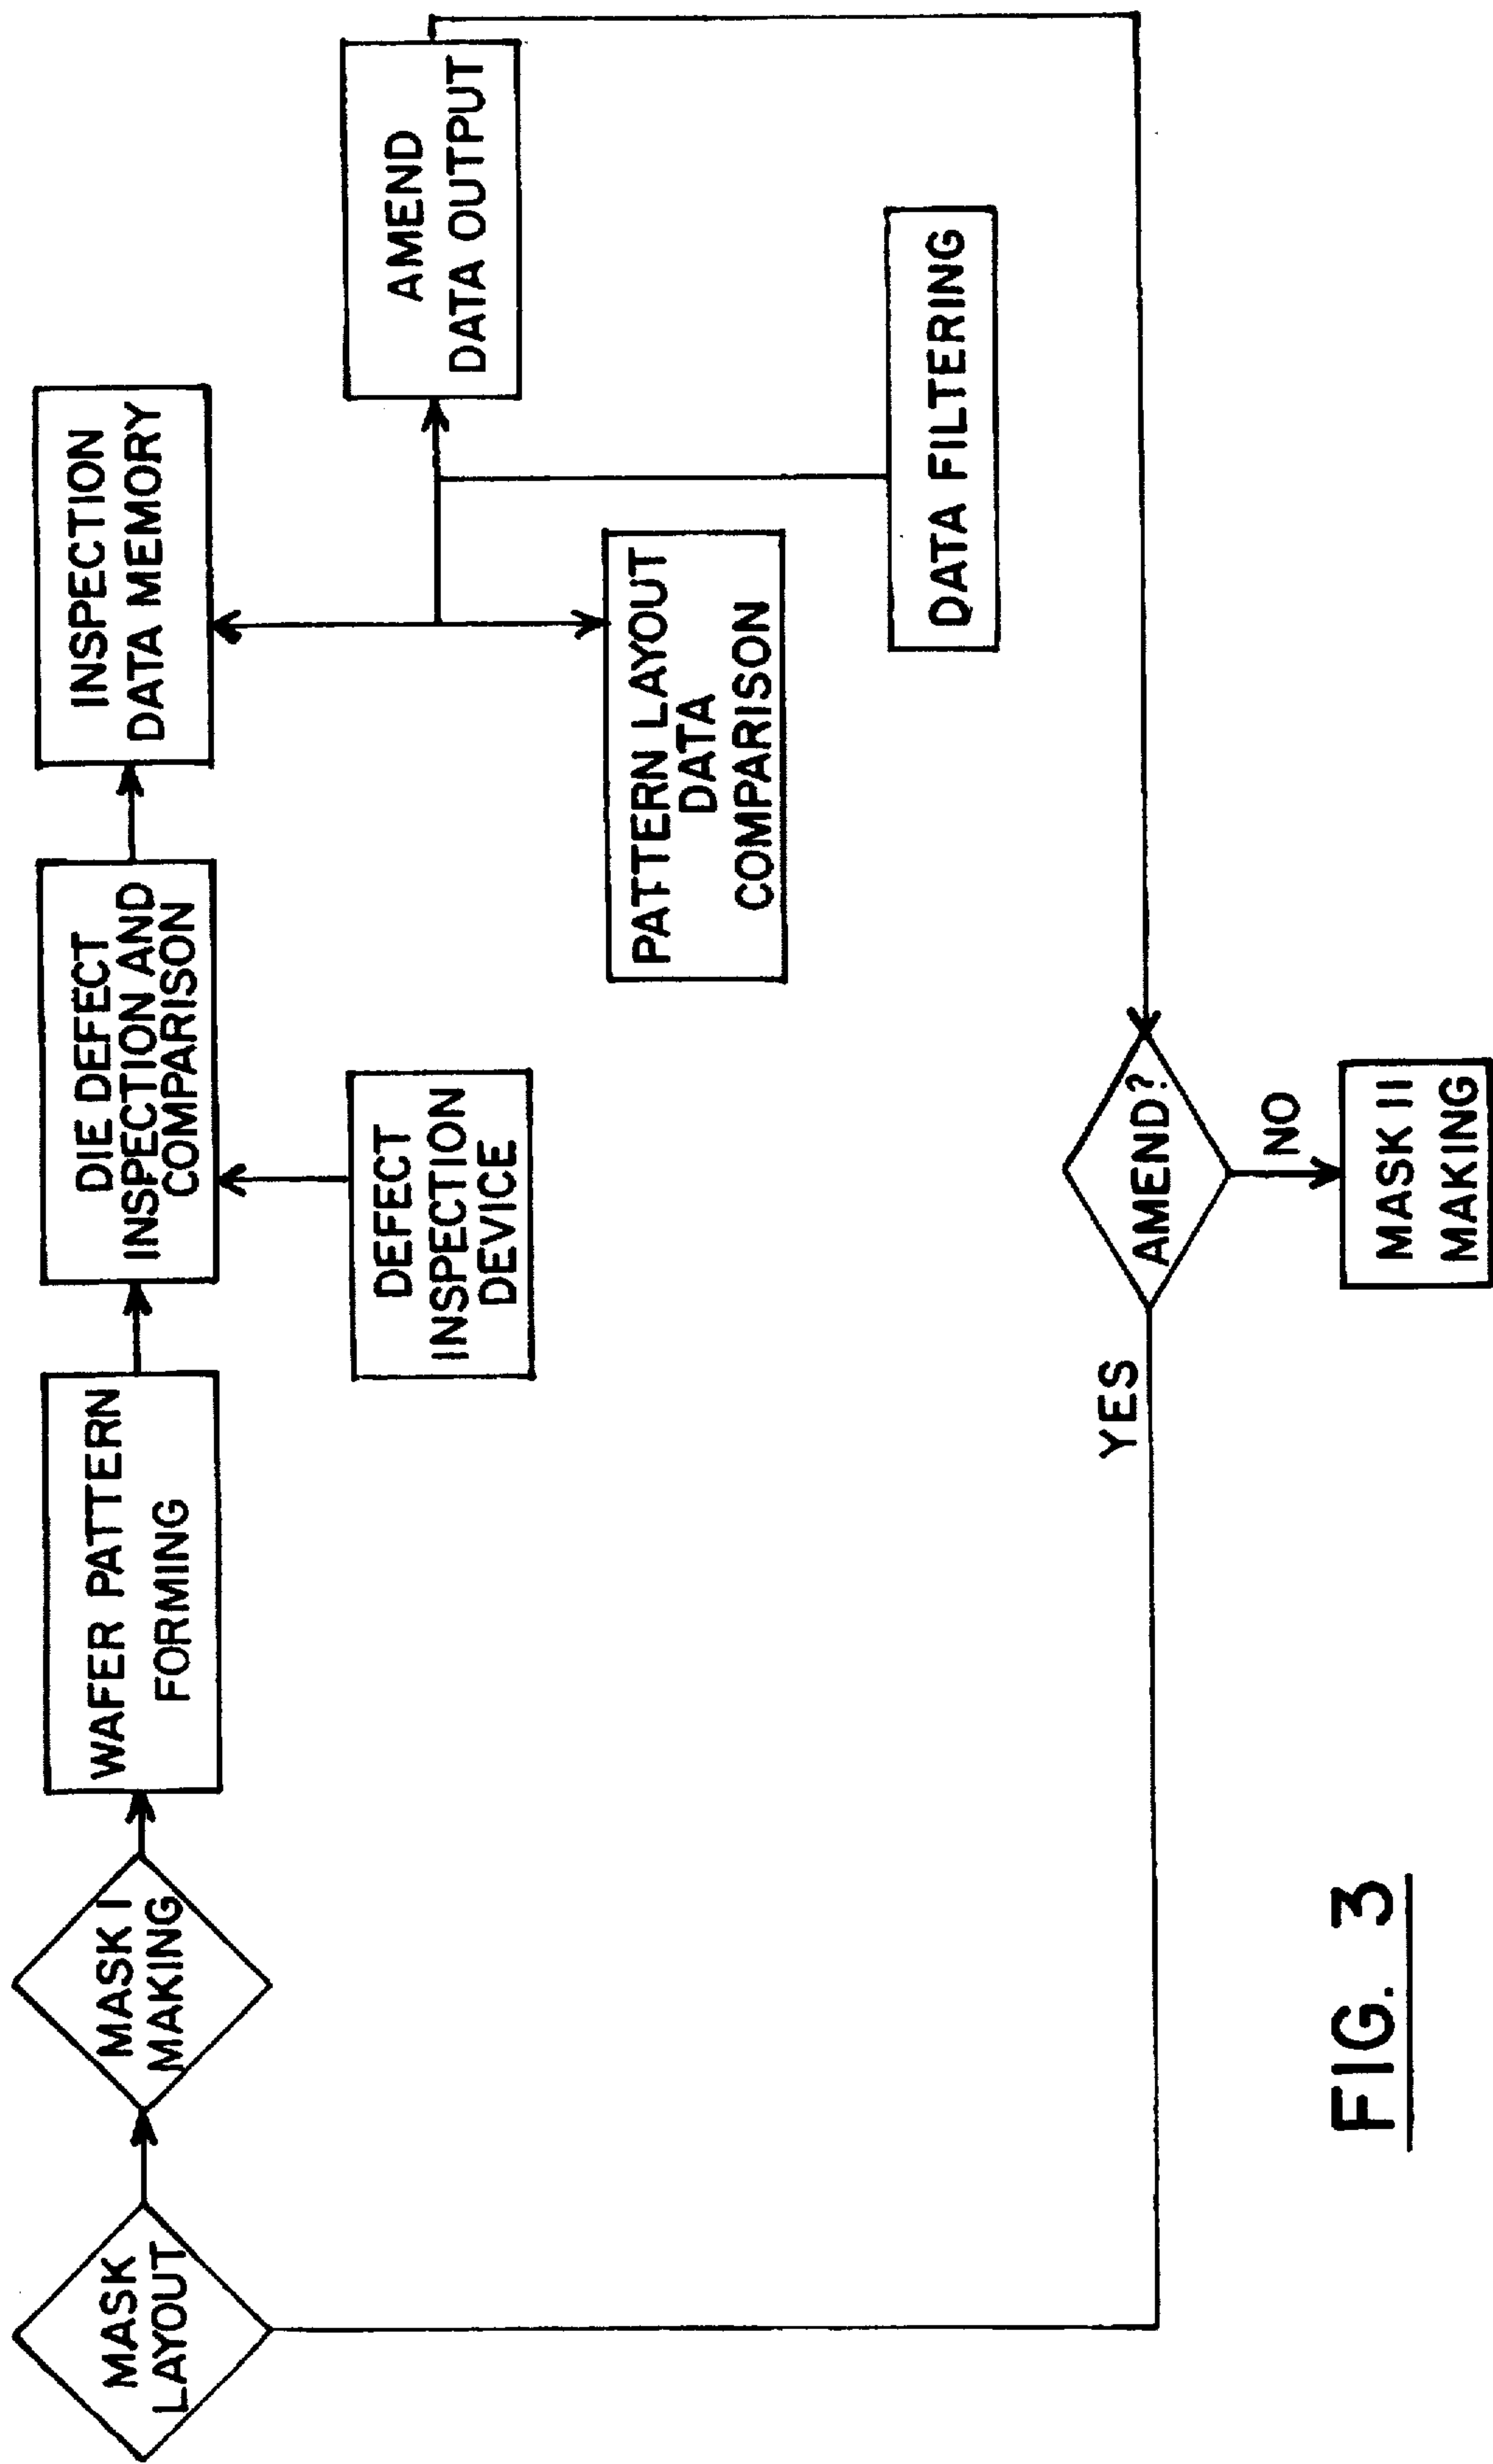 MASK
LAYOUT
MASK I
MAKING
WAFER PATTERN
FORMING
DIE DEFECT
INSPECTION AND
COMPARISON
INSPECTION
DATA MEMORY
DEFECT
INSPECTION
DEVICE
PATTERN LAYOUT
DATA
COMPARISON
AMEND
DATA OUTPUT
DATA FILTERING
YES
AMEND?
NO
MASK II
MAKING
FIG. 3